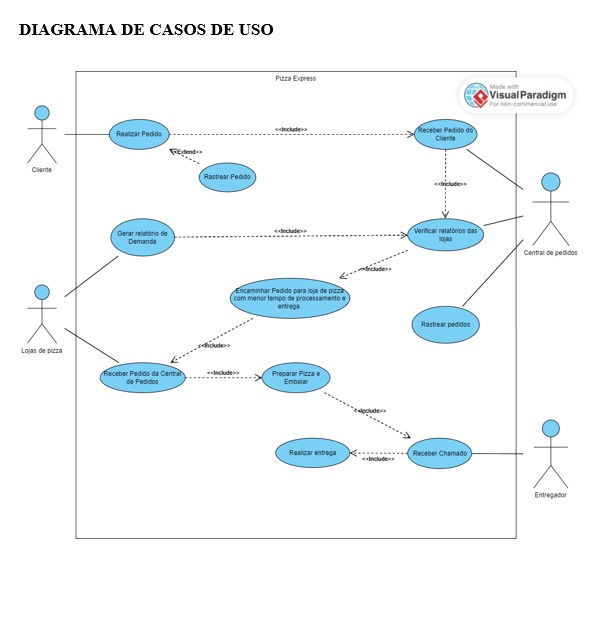 DIAGRAMA DE CASOS DE USO
Pizza Express
Made with
VisualParadigm
For non-commercial use
Realizar Pedido
<<Include>>
Receber Pedido do
Cliente
<<Extend>>
Cliente
Rastrear Pedido
<<Include>>
Gerar relatório de
Demanda
<<Include>>
Verificar relatórios das
lojas
Central de pedidos
<<Include>>
Encaminhar Pedido para loja de pizza
com menor tempo de processamento e
entrega.
Rastrear pedidos
<<Include>>
Lojas de pizza
Receber Pedido da Central
de Pedidos
<<Include>>
Preparar Pizza e
Embalar
<<Include>>
Realizar entrega
<<Include>>
Receber Chamado
Entregador